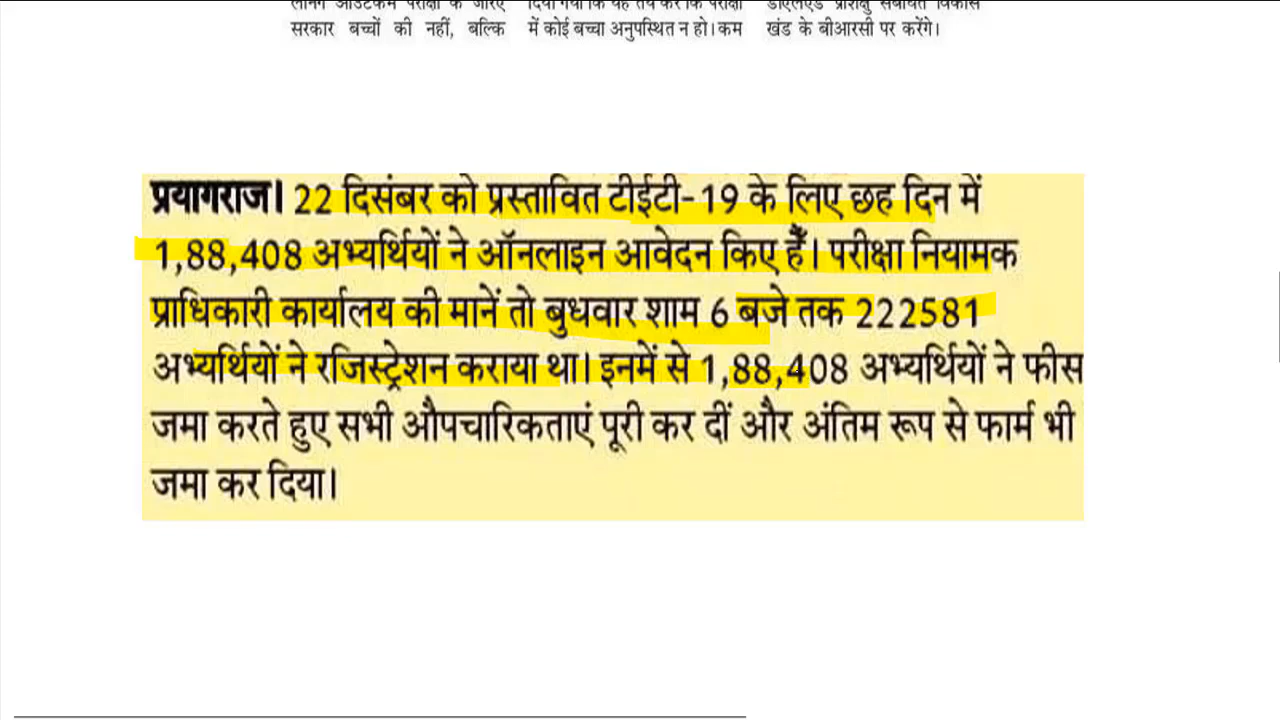 सरकार बच्चों की नहीं, बल्कि
में कोई बच्चा अनुपस्थित न हो। कम
खंड के बीआरसी पर करेंगे।
प्रयागराज। 22 दिसंबर को प्रस्तावित टीईटी-19 के लिए छह दिन में
1,88,408 अभ्यर्थियों ने ऑनलाइन आवेदन किए हैं। परीक्षा नियामक
प्राधिकारी कार्यालय की मानें तो बुधवार शाम 6 बजे तक 222581
अभ्यर्थियों ने रजिस्ट्रेशन कराया था। इनमें से 1,88,408 अभ्यर्थियों ने फीस
जमा करते हुए सभी औपचारिकताएं पूरी कर दीं और अंतिम रूप से फार्म भी
जमा कर दिया।